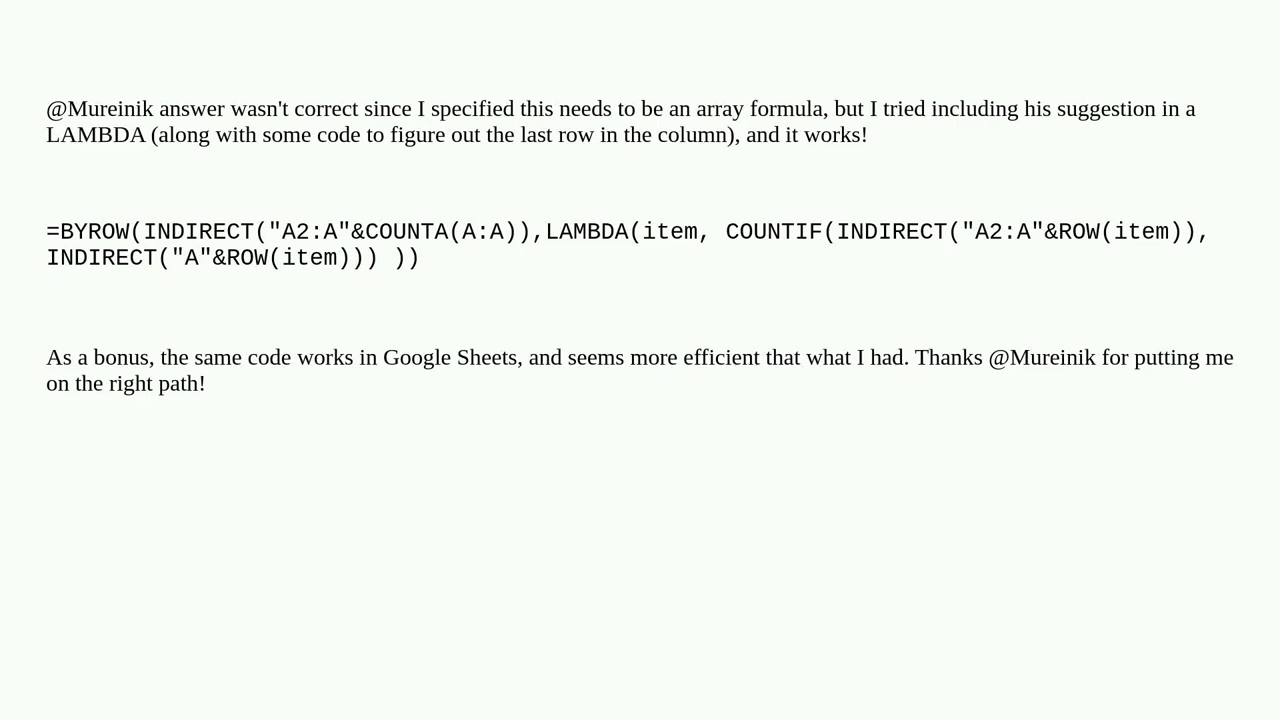 @Mureinik answer wasn't correct since I specified this needs to be an array formula, but I tried including his suggestion in a
LAMBDA (along with some code to figure out the last row in the column), and it works!
=BYROW(INDIRECT("A2:A"&COUNTA(A:A)),LAMBDA(item, COUNTIF(INDIRECT("A2:A"&ROW(item)),
INDIRECT("A"&ROW(item))) ))
As a bonus, the same code works in Google Sheets, and seems more efficient that what I had. Thanks @Mureinik for putting me
on the right path!